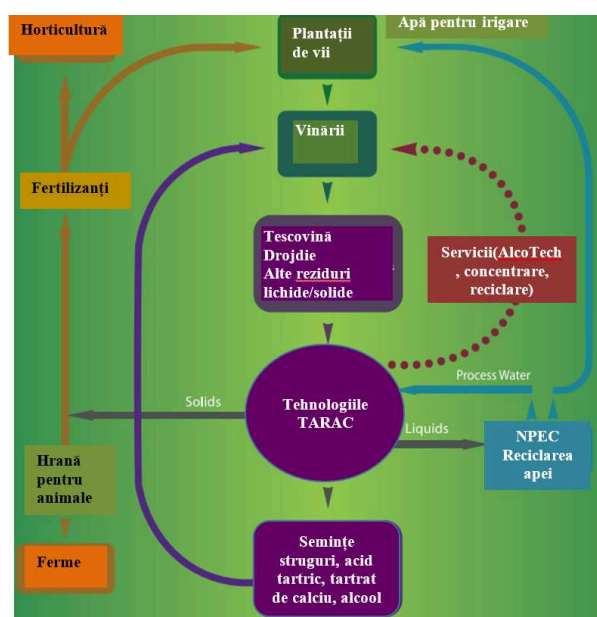 Horticultură
Plantații
de vii
Apă pentru irigare
Vinării
Fertilizanți
Tescovină
Drojdie
Alte reziduri
lichide/solide
Servicii(AlcoTech
, concentrare,
reciclare)
Process Water
Solids
Tehnologiile
TARAC
Liquids
NPEC
Reciclarea
apei
Hrană
pentru
animale
Ferme
Semințe
struguri, acid
tartric, tartrat
de calciu, alcool